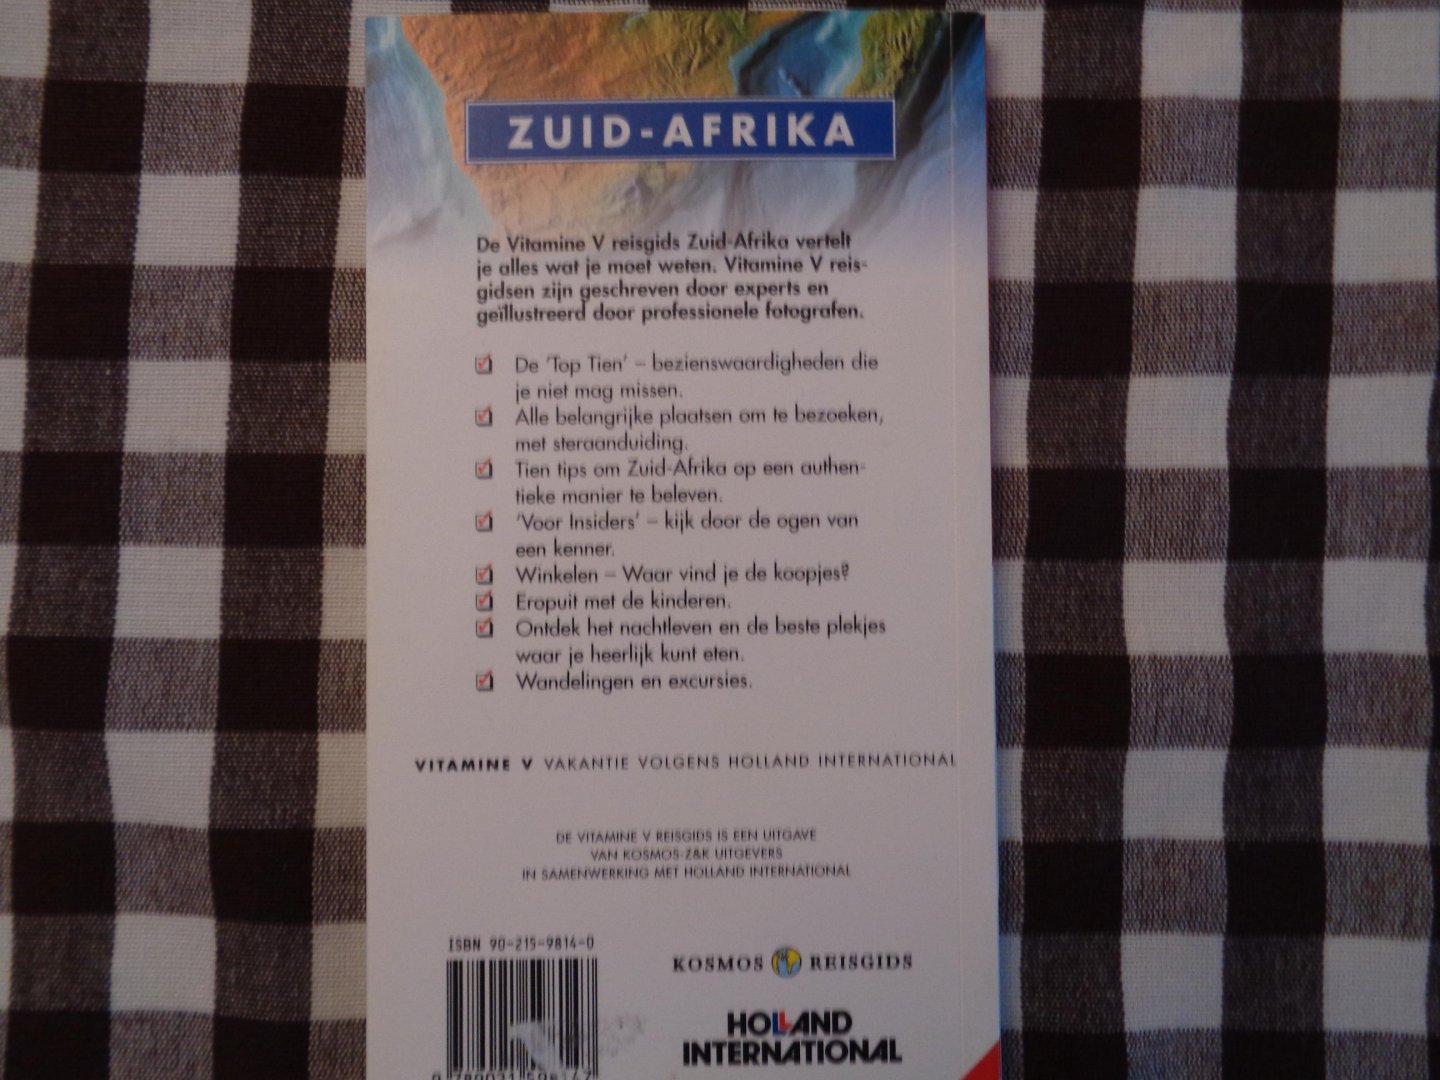 ZUID-AFRIKA
De Vitamine V reisgids Zuid-Afrika vertelt
je alles wat je moet weten. Vitamine V reis-
gidsen zijn geschreven door experts en
geïllustreerd door professionele fotografen.
De 'Top Tien' – bezienswaardigheden die
je niet mag missen.
Alle belangrijke plaatsen om te bezoeken,
met steraanduiding.
Tien tips om Zuid-Afrika op een authen-
tieke manier te beleven.
'Voor Insiders' – kijk door de ogen van
een kenner.
Winkelen – Waar vind je de koopjes?
Eropuit met de kinderen.
Ontdek het nachtleven en de beste plekjes
waar je heerlijk kunt eten.
Wandelingen en excursies.
VITAMINE V VAKANTIE VOLGENS HOLLAND INTERNATIONAL
DE VITAMINE V REISGIDS IS EEN UITGAVE
VAN KOSMOS-Z&K UITGEVERS
IN SAMENWERKING MET HOLLAND INTERNATIONAL
ISBN 90-215-9814-0
KOSMOS REISGIDS
HOLLAND
INTERNATIONAL